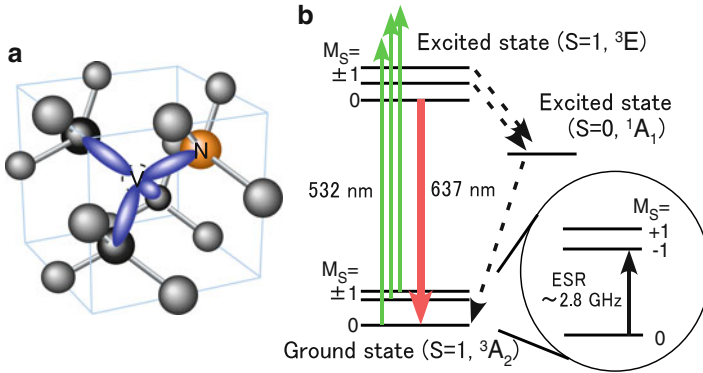 a
N
V
b
Excited state (S=1, ³E)
M_S=
±1
0
Excited state
(S=0, ¹A₁)
532 nm
637 nm
M_S=
±1
0
Ground state (S=1, ³A₂)
M_S=
+1
-1
ESR
~2.8 GHz
0